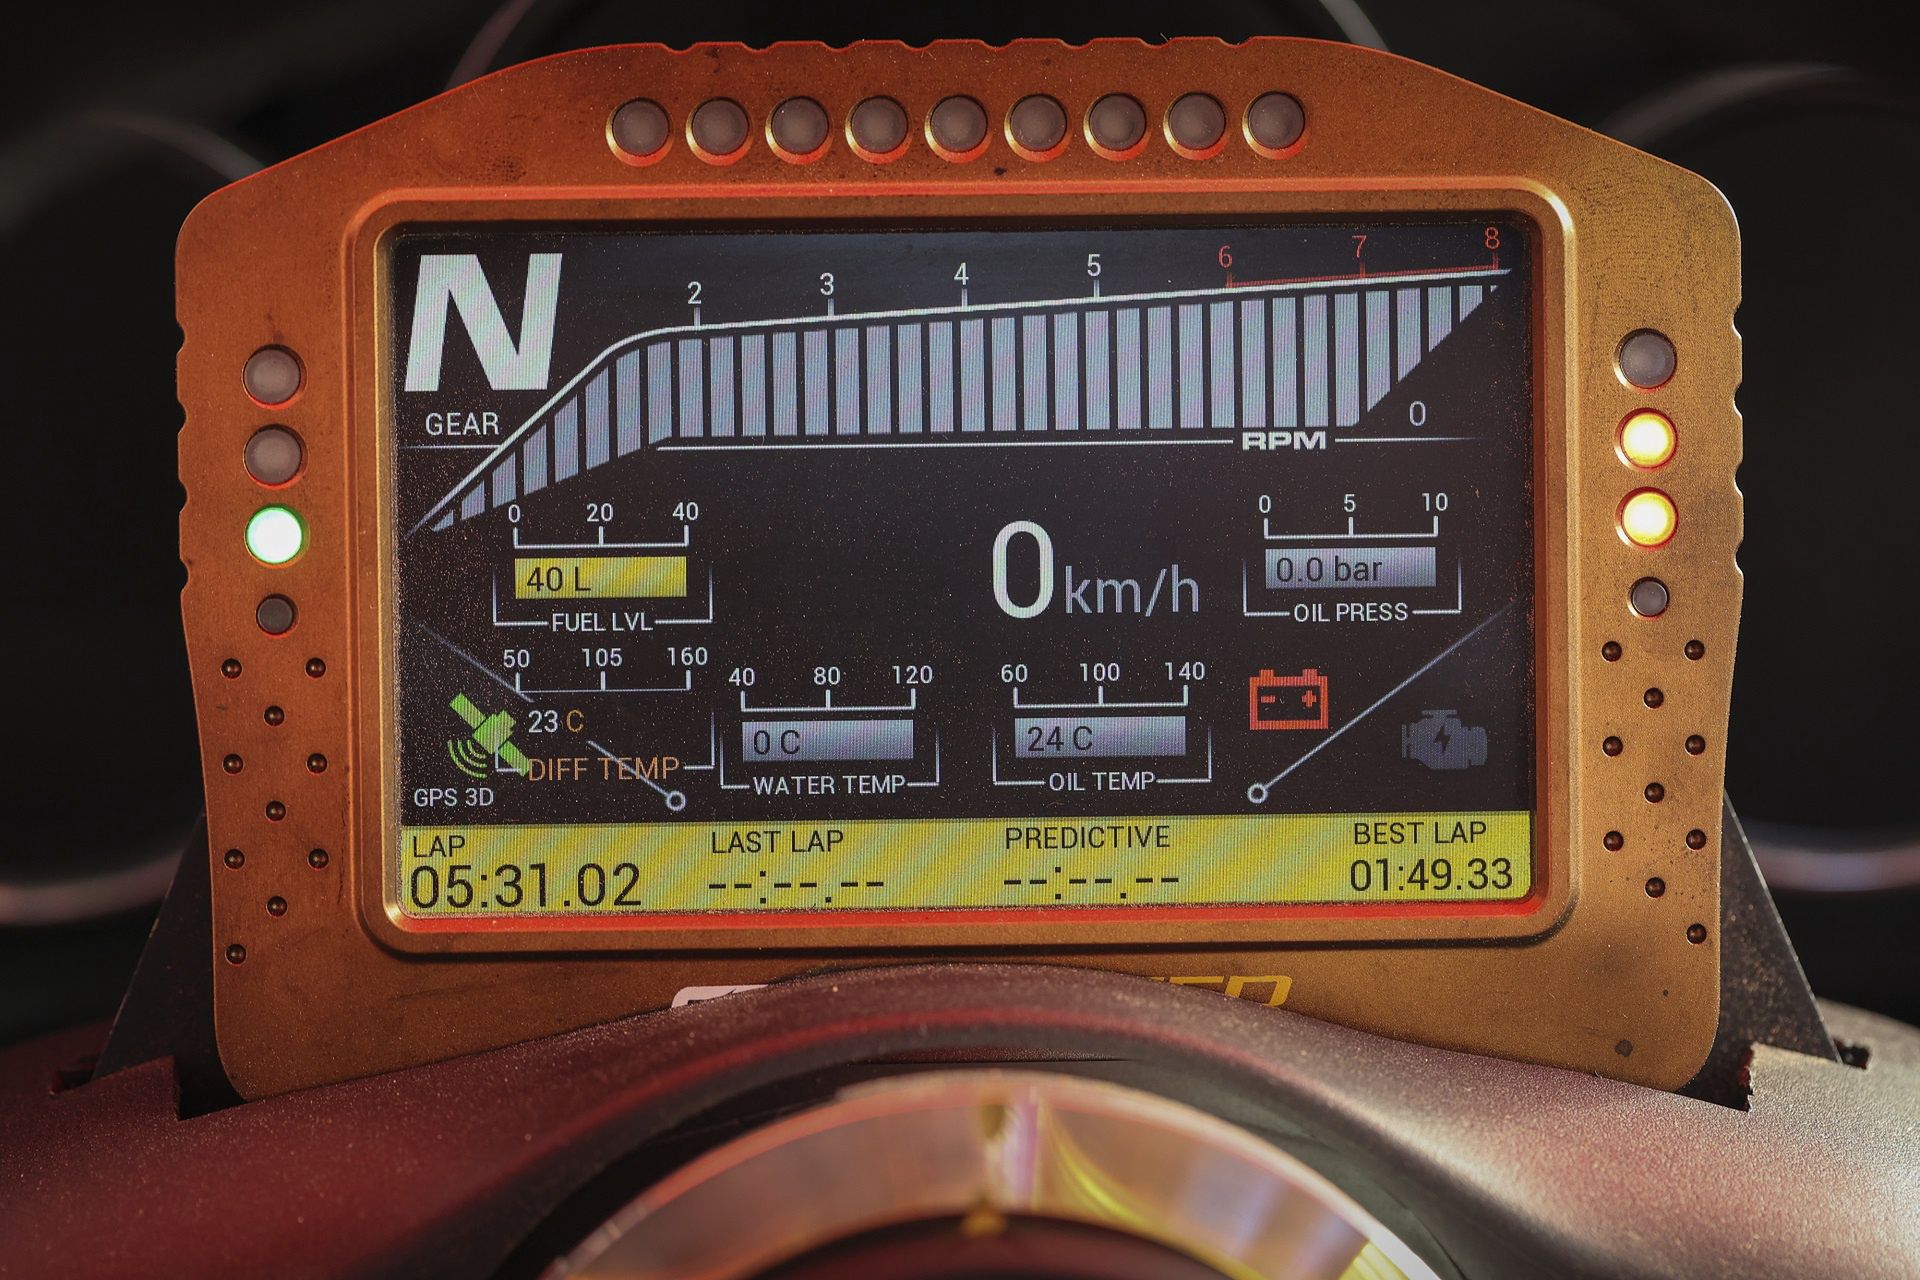 N
GEAR
2 3 4 5 6 7 8
0
RPM
0 20 40
40 L
FUEL LVL
0 km/h
0 5 10
0.0 bar
OIL PRESS
50 105 160
23 C
DIFF TEMP
GPS 3D
40 80 120
0 C
WATER TEMP
60 100 140
24 C
OIL TEMP
- +
LAP
05:31.02
LAST LAP
--:--.--
PREDICTIVE
--:--.--
BEST LAP
01:49.33